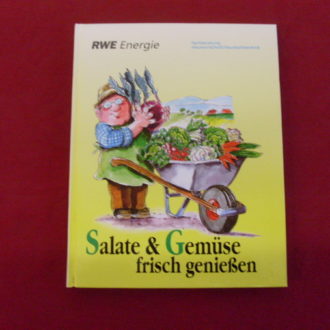 RWE Energie
Salate & Gemüse
frisch genießen